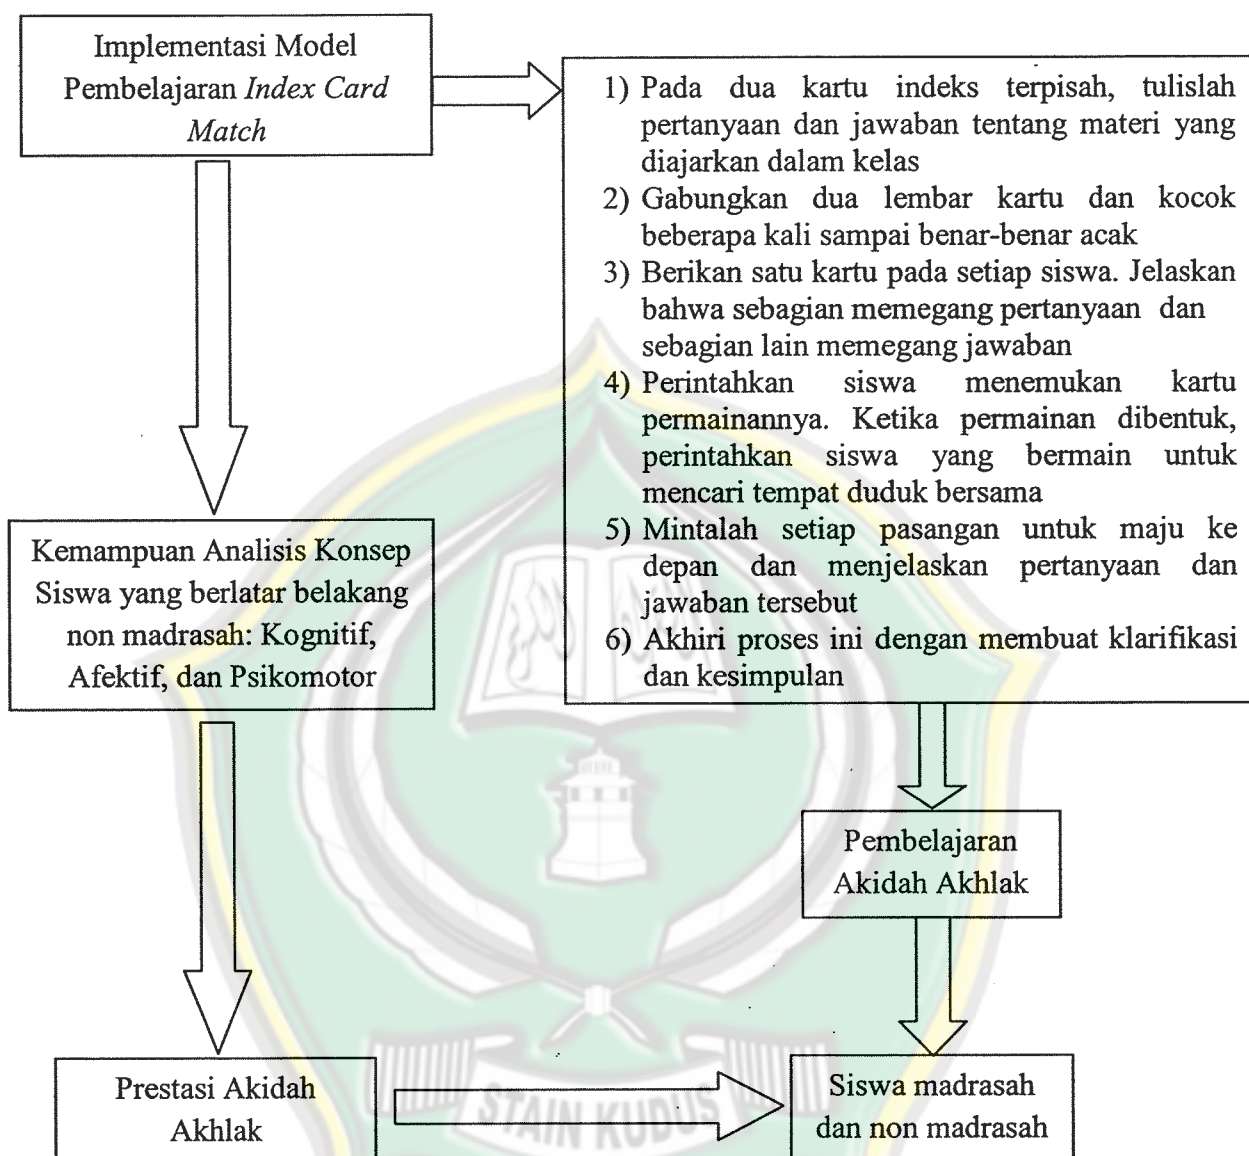 Implementasi Model
Pembelajaran Index Card
Match
1) Pada dua kartu indeks terpisah, tulislah
pertanyaan dan jawaban tentang materi yang
diajarkan dalam kelas
2) Gabungkan dua lembar kartu dan kocok
beberapa kali sampai benar-benar acak
3) Berikan satu kartu pada setiap siswa. Jelaskan
bahwa sebagian memegang pertanyaan dan
sebagian lain memegang jawaban
4) Perintahkan siswa menemukan kartu
permainannya. Ketika permainan dibentuk,
perintahkan siswa yang bermain untuk
mencari tempat duduk bersama
5) Mintalah setiap pasangan untuk maju ke
depan dan menjelaskan pertanyaan dan
jawaban tersebut
6) Akhiri proses ini dengan membuat klarifikasi
dan kesimpulan
Kemampuan Analisis Konsep
Siswa yang berlatar belakang
non madrasah: Kognitif,
Afektif, dan Psikomotor
Pembelajaran
Akidah Akhlak
Prestasi Akidah
Akhlak
Siswa madrasah
dan non madrasah
STAIN KUDUS